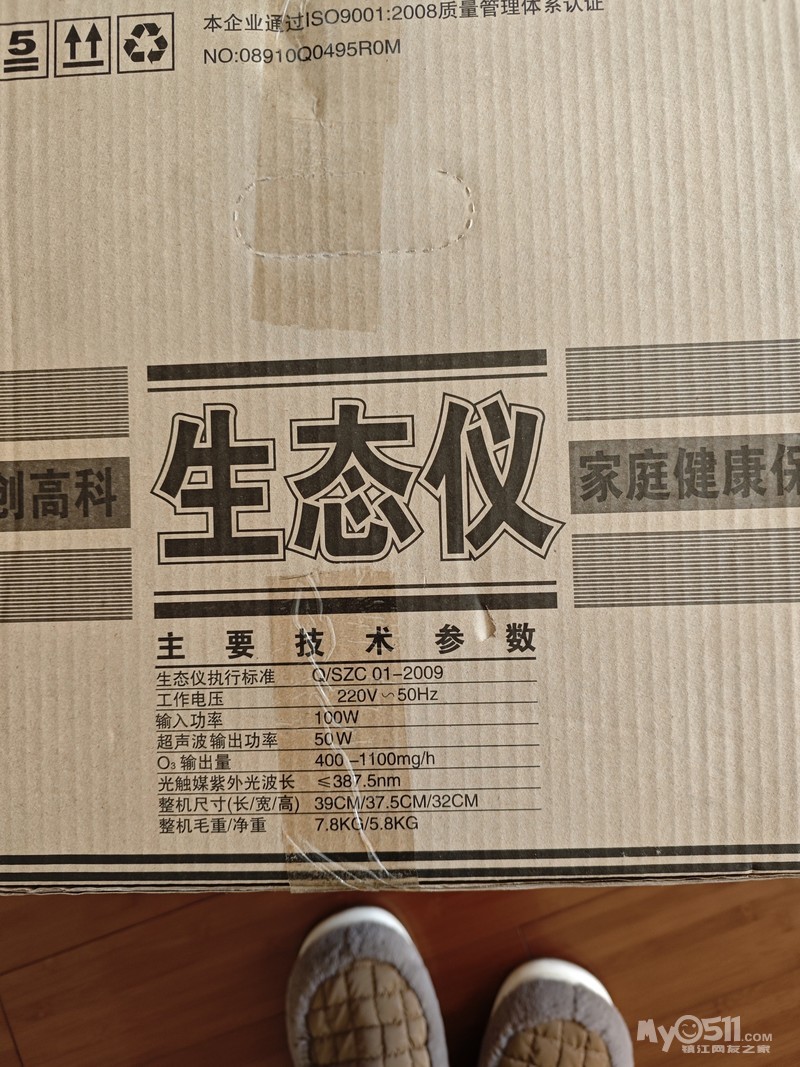 5
本企业通过ISO9001:2008质量管理体系认证
NO:08910Q0495R0M
创高科
生态仪
家庭健康保
主要技术参数
生态仪执行标准 Q/SZC 01-2009
工作电压 220V∽50Hz
输入功率 100W
超声波输出功率 50W
O₃输出量 400-1100mg/h
光触媒紫外光波长 ≤387.5nm
整机尺寸(长/宽/高) 39CM/37.5CM/32CM
整机毛重/净重 7.8KG/5.8KG
MY0511.COM
镇江网友之家